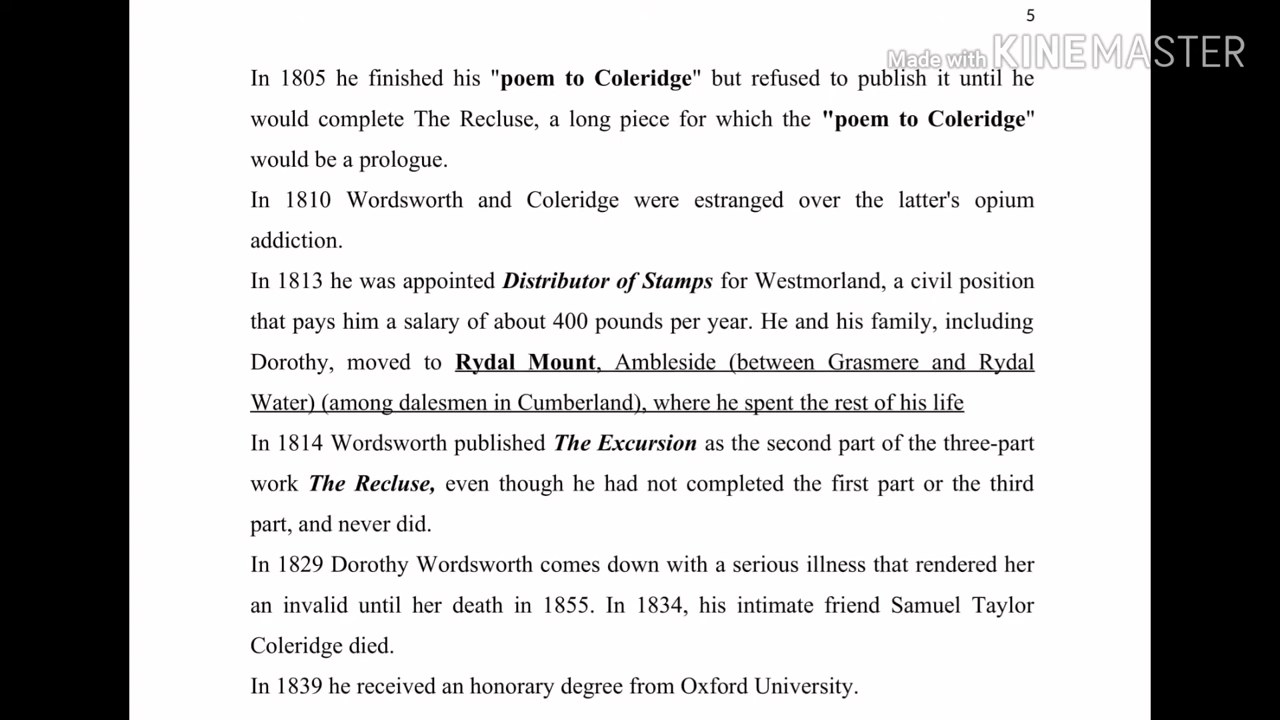 5
Made with KINEMASTER
In 1805 he finished his "poem to Coleridge" but refused to publish it until he
would complete The Recluse, a long piece for which the "poem to Coleridge"
would be a prologue.
In 1810 Wordsworth and Coleridge were estranged over the latter's opium
addiction.
In 1813 he was appointed Distributor of Stamps for Westmorland, a civil position
that pays him a salary of about 400 pounds per year. He and his family, including
Dorothy, moved to Rydal Mount, Ambleside (between Grasmere and Rydal
Water) (among dalesmen in Cumberland), where he spent the rest of his life
In 1814 Wordsworth published The Excursion as the second part of the three-part
work The Recluse, even though he had not completed the first part or the third
part, and never did.
In 1829 Dorothy Wordsworth comes down with a serious illness that rendered her
an invalid until her death in 1855. In 1834, his intimate friend Samuel Taylor
Coleridge died.
In 1839 he received an honorary degree from Oxford University.